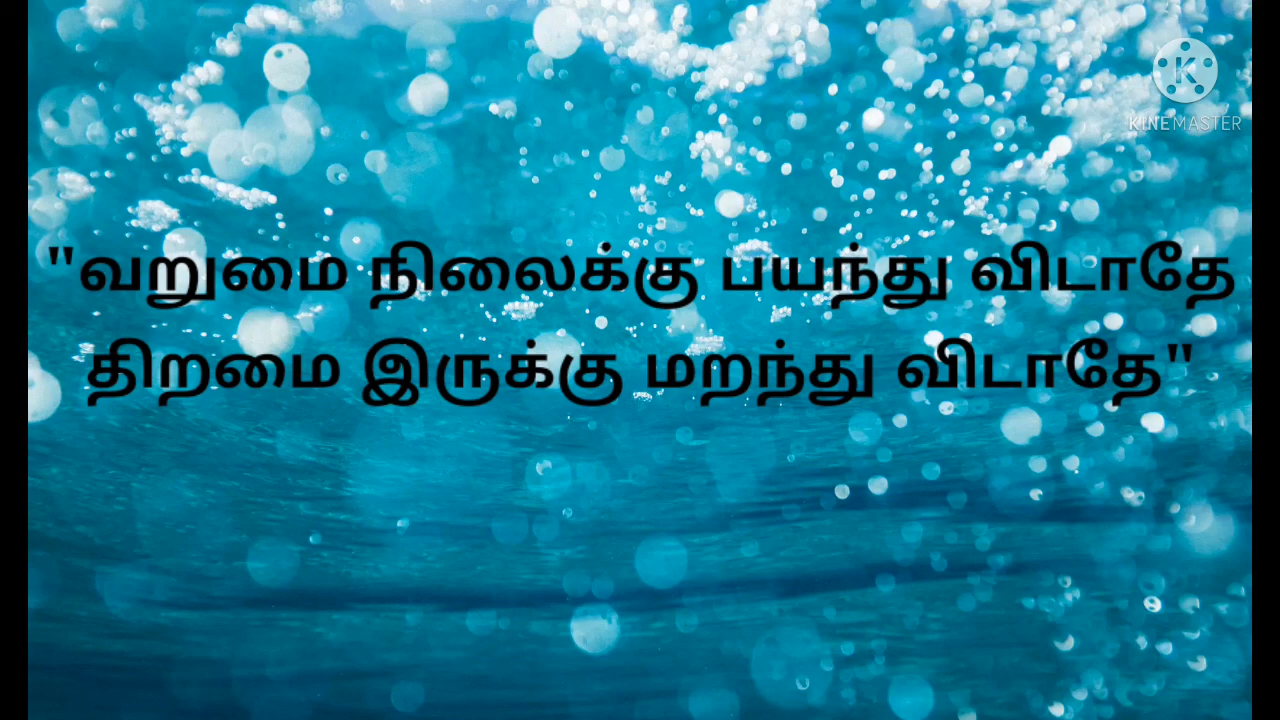 KINEMASTER
"வறுமை நிலைக்கு பயந்து விடாதே
திறமை இருக்கு மறந்து விடாதே"